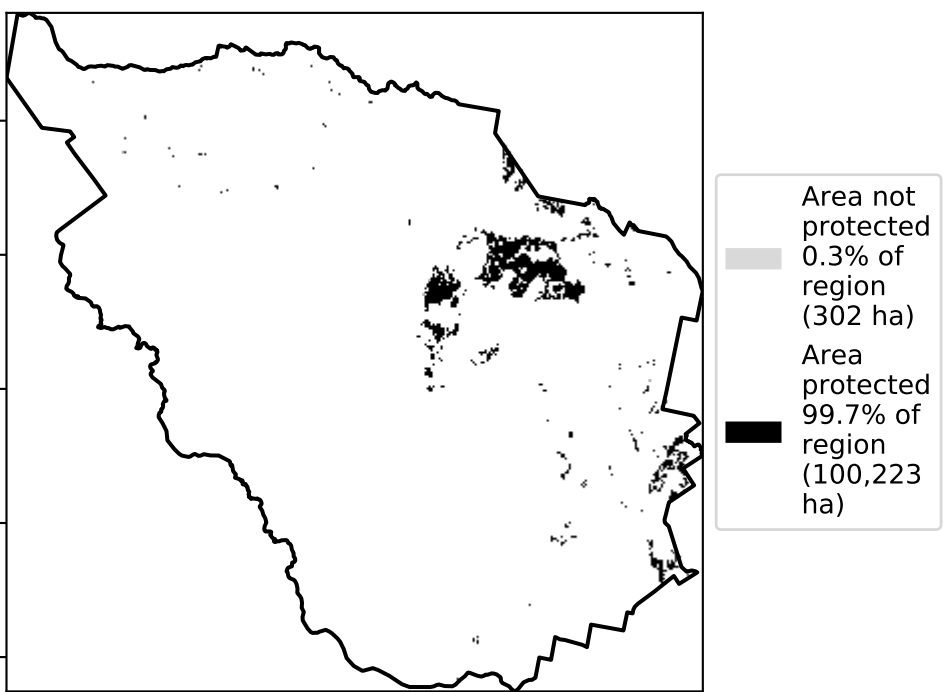 Area not
protected
0.3% of
region
(302 ha)
Area
protected
99.7% of
region
(100,223
ha)